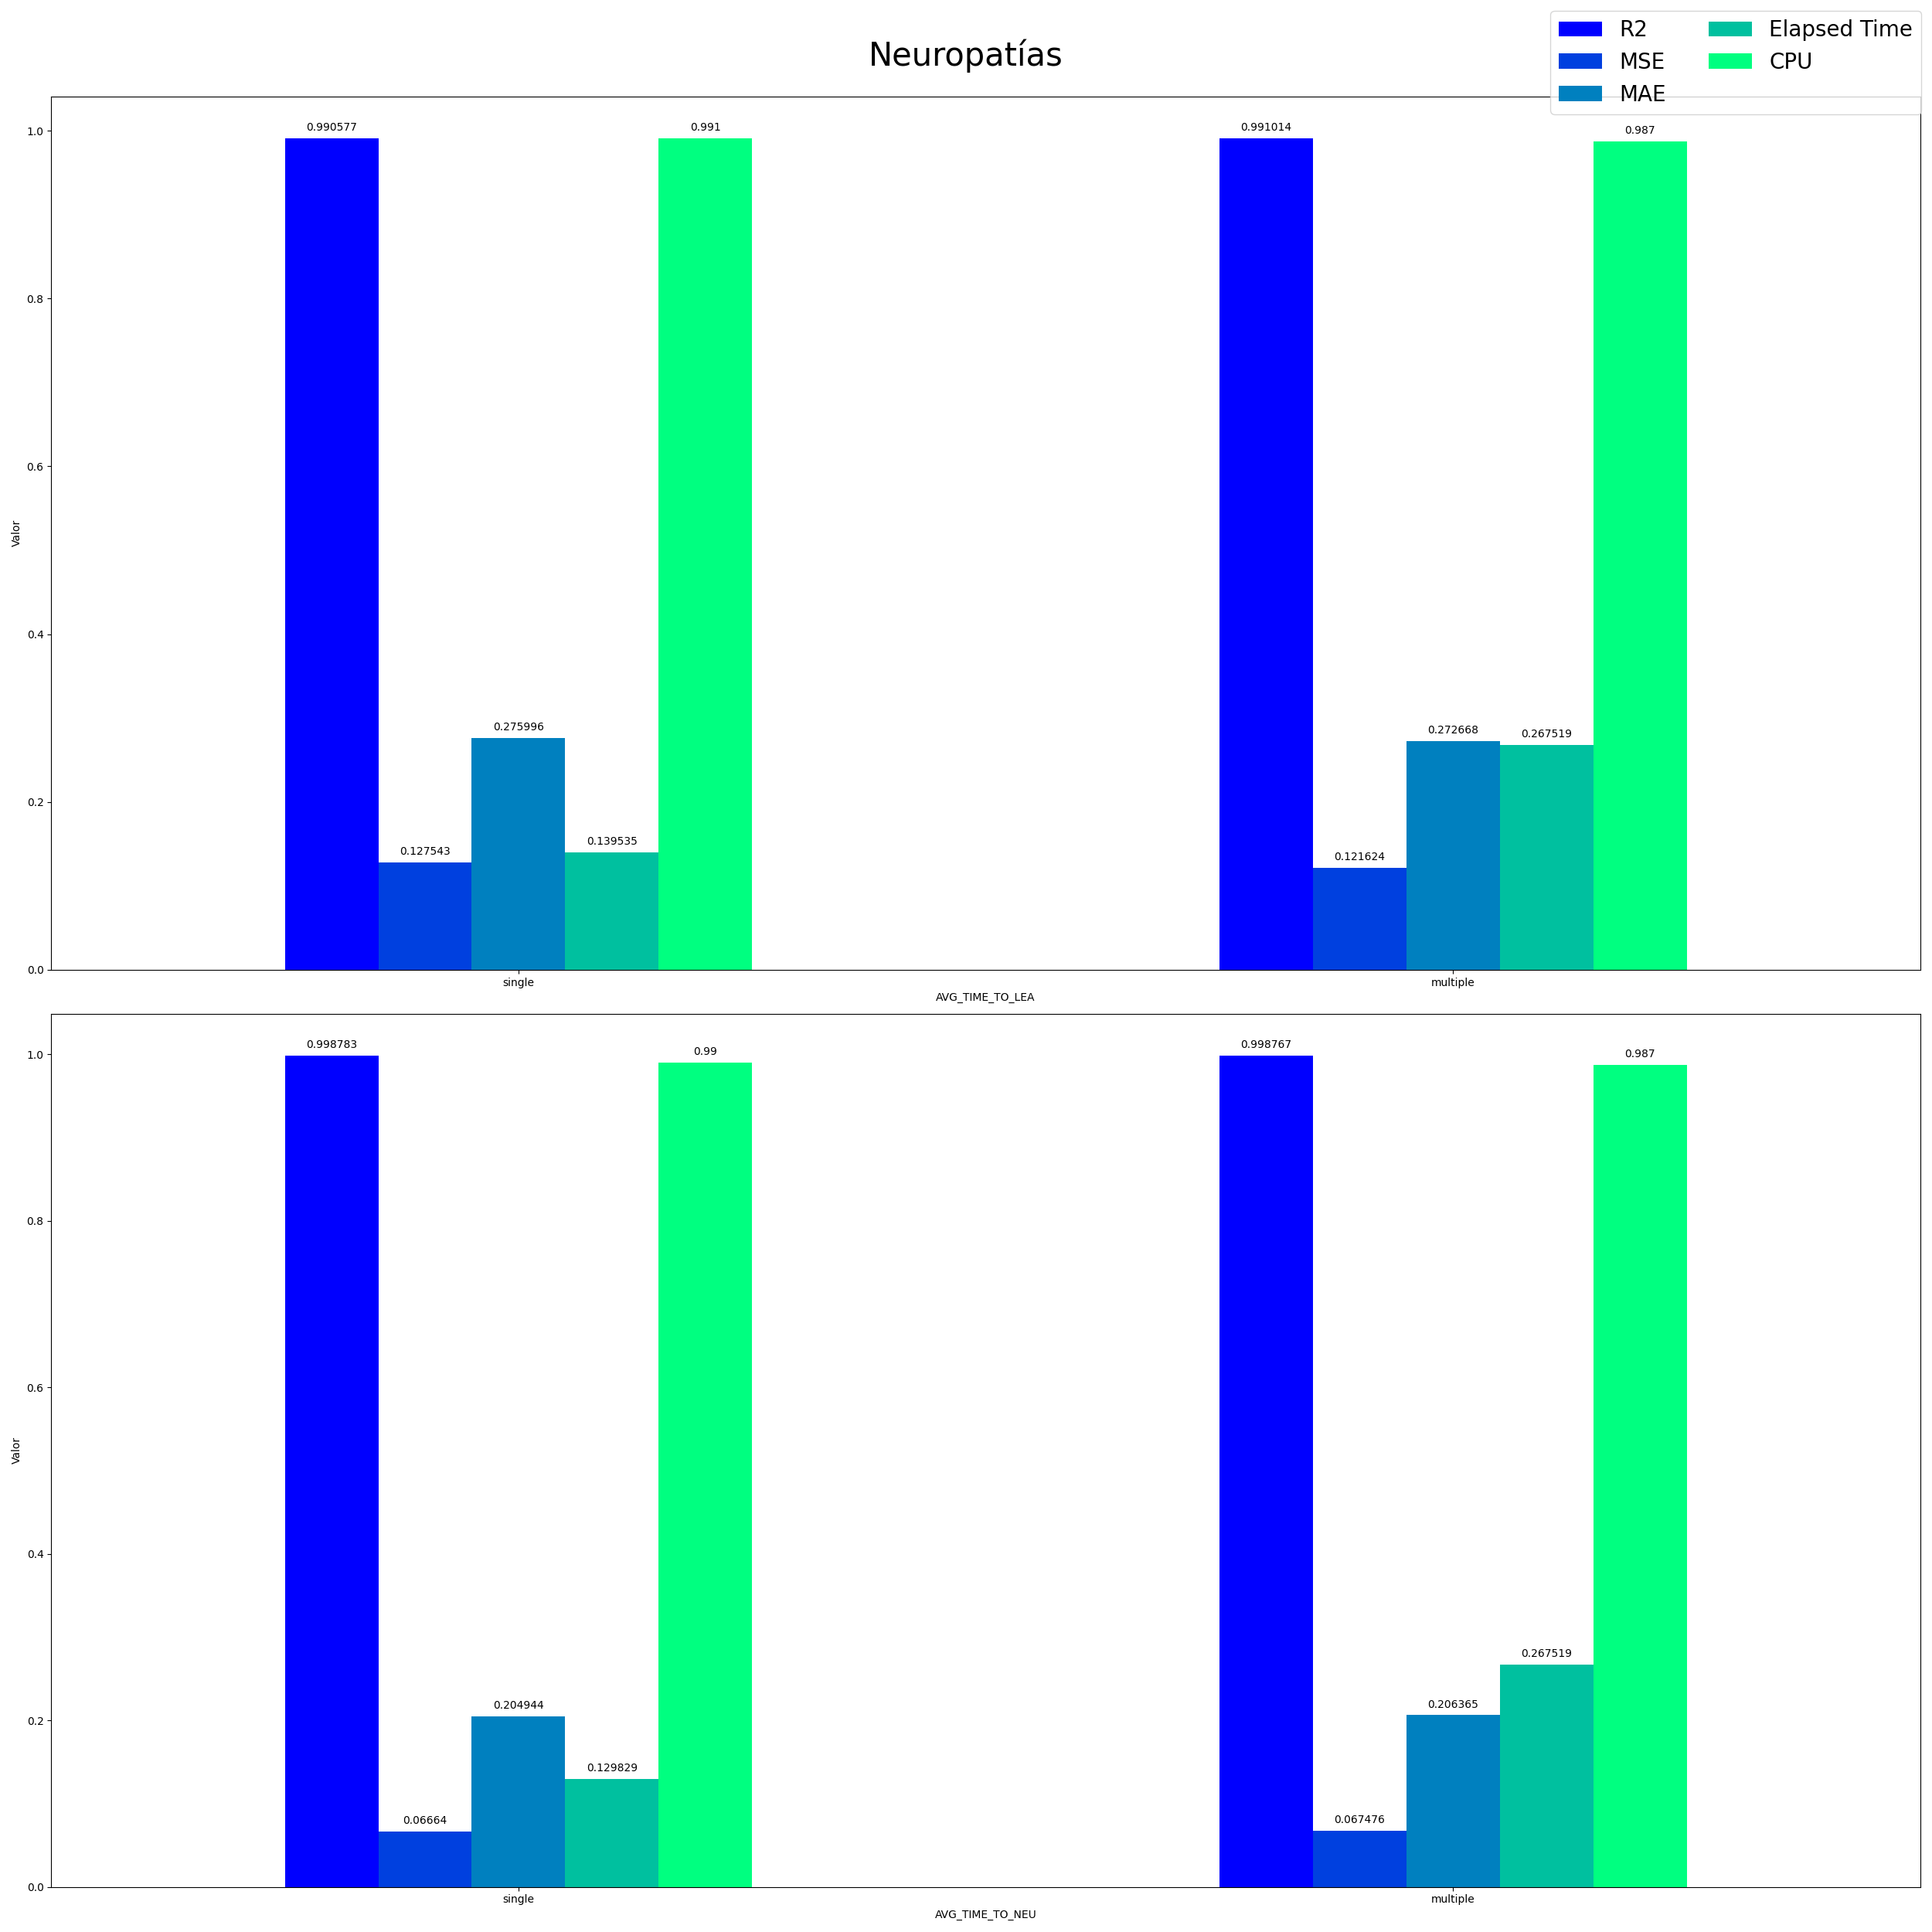 Neuropatías
R2
MSE
MAE
Elapsed Time
CPU
1.0
0.8
0.6
0.4
0.2
0.0
Valor
0.990577
0.127543
0.275996
0.139535
0.991
0.991014
0.121624
0.272668
0.267519
0.987
single
multiple
AVG_TIME_TO_LEA
1.0
0.8
0.6
0.4
0.2
0.0
Valor
0.998783
0.06664
0.204944
0.129829
0.99
0.998767
0.067476
0.206365
0.267519
0.987
single
multiple
AVG_TIME_TO_NEU